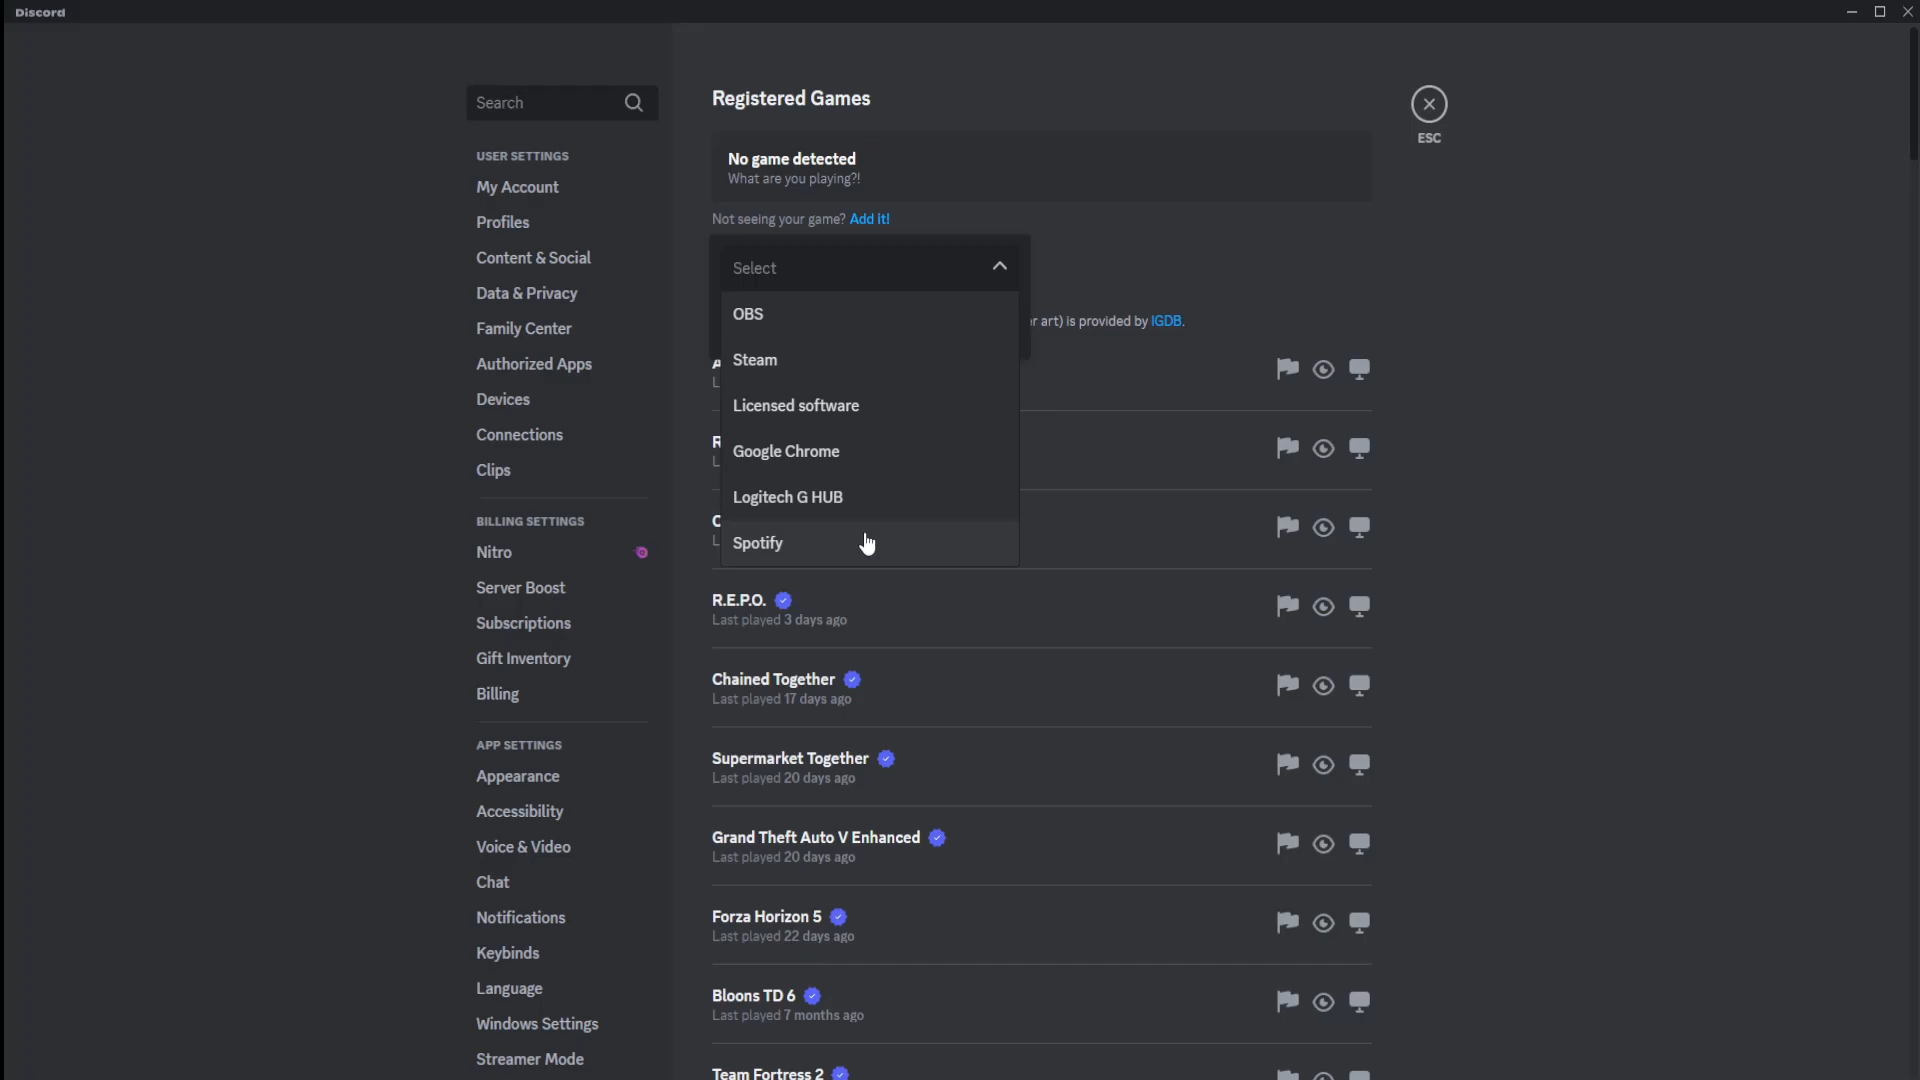 Discord
Search
USER SETTINGS
My Account
Profiles
Content & Social
Data & Privacy
Family Center
Authorized Apps
Devices
Connections
Clips
BILLING SETTINGS
Nitro
Server Boost
Subscriptions
Gift Inventory
Billing
APP SETTINGS
Appearance
Accessibility
Voice & Video
Chat
Notifications
Keybinds
Language
Windows Settings
Streamer Mode
Registered Games
No game detected
What are you playing?!
Not seeing your game? Add it!
Select
OBS
Steam
Licensed software
Google Chrome
Logitech G HUB
Spotify
art) is provided by IGDB.
R.E.P.O.
Last played 3 days ago
Chained Together
Last played 17 days ago
Supermarket Together
Last played 20 days ago
Grand Theft Auto V Enhanced
Last played 20 days ago
Forza Horizon 5
Last played 22 days ago
Bloons TD 6
Last played 7 months ago
Team Fortress 2
ESC